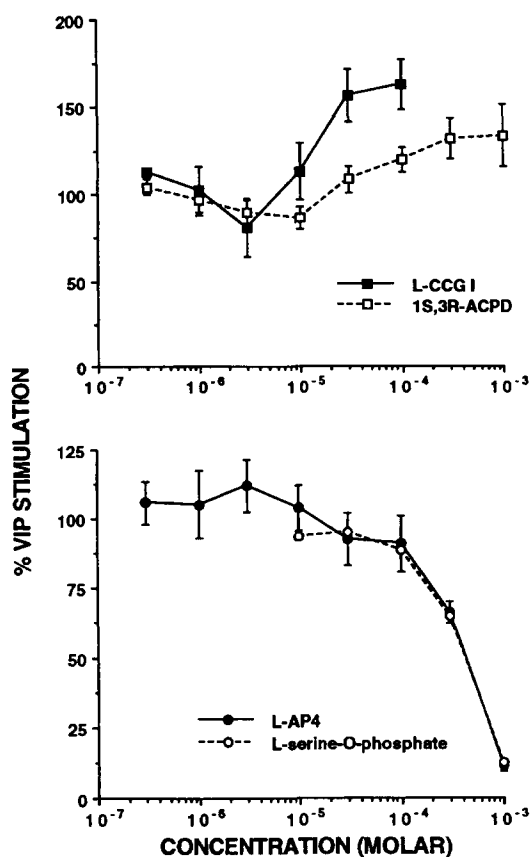 200
150
100
50
0
L-CCG I
1S,3R-ACPD
10-7 10-6 10-5 10-4 10-3
% VIP STIMULATION
125
100
75
50
25
0
L-AP4
L-serine-O-phosphate
10-7 10-6 10-5 10-4 10-3
CONCENTRATION (MOLAR)